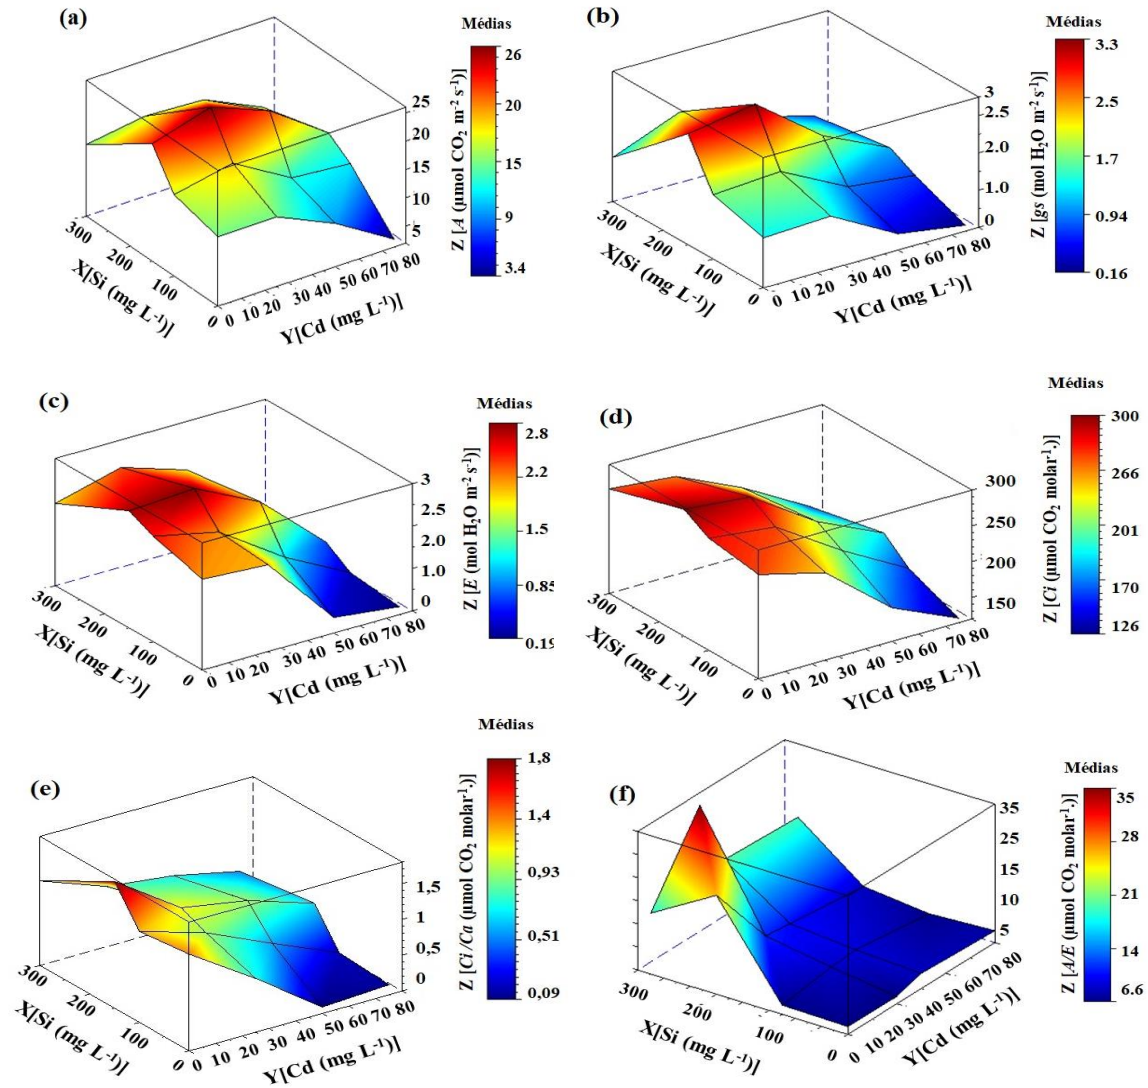 (a)
Médias
Z [A (µmol CO2 m⁻² s⁻¹)]
26
20
15
9
3.4
25
20
15
10
5
X[Si (mg L⁻¹)]
300
200
100
0
Y[Cd (mg L⁻¹)]
0 10 20 30 40 50 60 70 80
(b)
Médias
Z [gs (mol H2O m⁻² s⁻¹)]
3.3
2.5
1.7
0.94
0.16
3
2.5
2.0
1.0
0
X[Si (mg L⁻¹)]
300
200
100
0
Y[Cd (mg L⁻¹)]
0 10 20 30 40 50 60 70 80
(c)
Médias
Z [E (mol H2O m⁻² s⁻¹)]
2.8
2.2
1.5
0.85
0.19
3
2.5
2.0
1.0
0
X[Si (mg L⁻¹)]
300
200
100
0
Y[Cd (mg L⁻¹)]
0 10 20 30 40 50 60 70 80
(d)
Médias
Z [Ci (µmol CO2 molar¹.)]
300
266
201
170
126
300
250
200
150
X[Si (mg L⁻¹)]
300
200
100
0
Y[Cd (mg L⁻¹)]
0 10 20 30 40 50 60 70 80
(e)
Médias
Z [Ci/Ca (µmol CO2 molar¹.)]
1,8
1,4
0,93
0,51
0,09
1,5
1
0,5
0
X[Si (mg L⁻¹)]
300
200
100
0
Y[Cd (mg L⁻¹)]
0 10 20 30 40 50 60 70 80
(f)
Médias
Z [A/E (µmol CO2 molar¹.)]
35
28
21
14
6.6
35
25
15
10
5
X[Si (mg L⁻¹)]
300
200
100
0
Y[Cd (mg L⁻¹)]
0 10 20 30 40 50 60 70 80